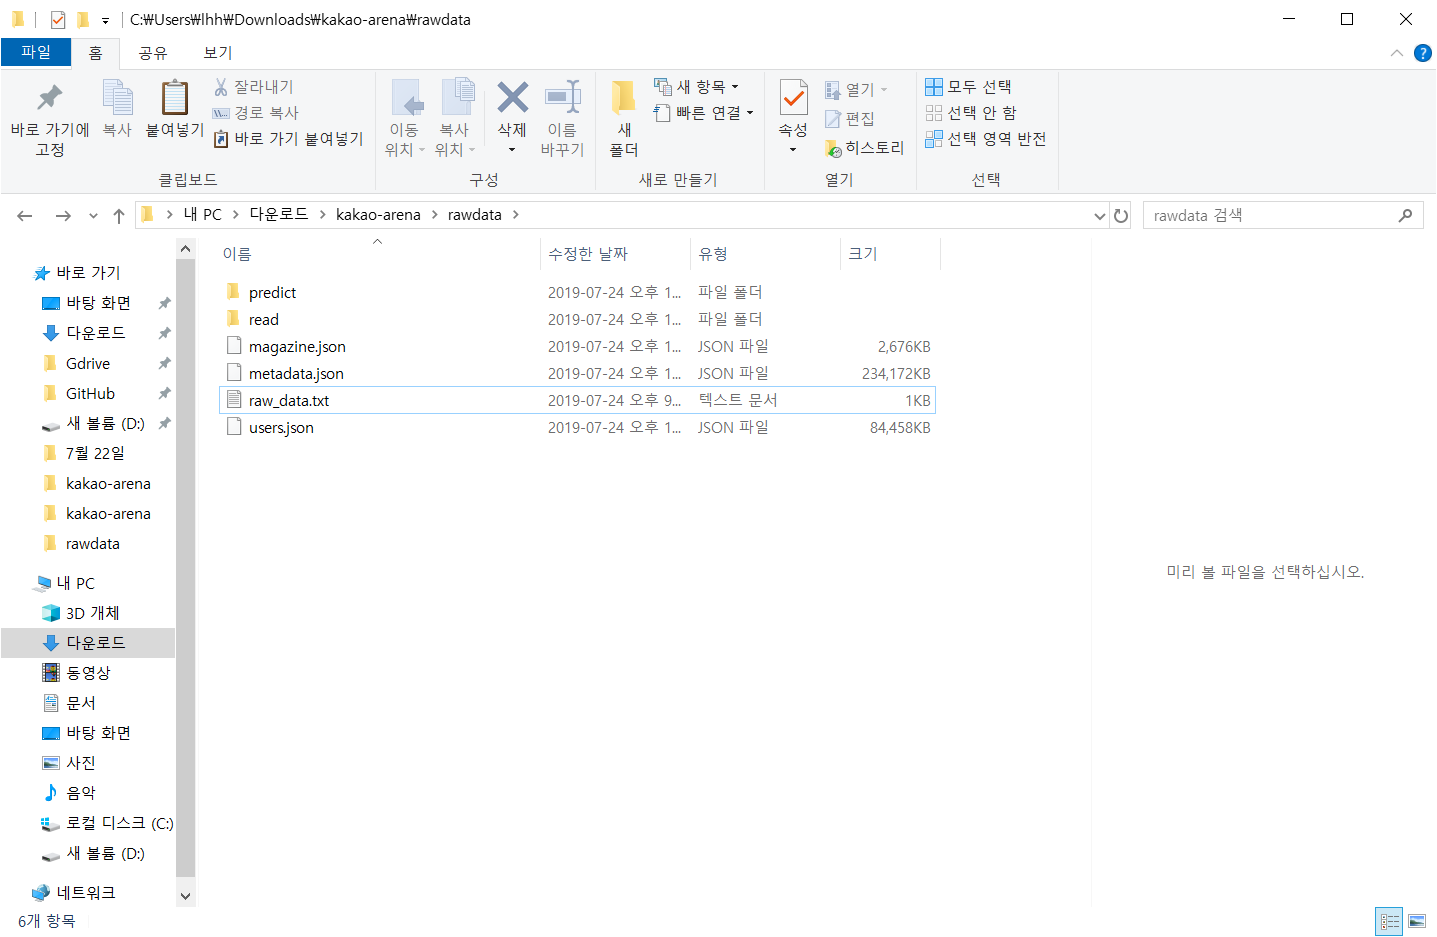 C:₩Users₩lhh₩Downloads₩kakao-arena₩rawdata
파일 홈 공유 보기
바로 가기에 고정
복사
붙여넣기
잘라내기
경로 복사
바로 가기 붙여넣기
클립보드
이동 위치
복사 위치
삭제
이름 바꾸기
구성
새 폴더
새 항목
빠른 연결
새로 만들기
속성
열기
편집
히스토리
열기
모두 선택
선택 안 함
선택 영역 반전
선택
내 PC > 다운로드 > kakao-arena > rawdata >
rawdata 검색
바로 가기
바탕 화면
다운로드
Gdrive
GitHub
새 볼륨 (D:)
7월 22일
kakao-arena
kakao-arena
rawdata
내 PC
3D 개체
다운로드
동영상
문서
바탕 화면
사진
음악
로컬 디스크 (C:)
새 볼륨 (D:)
네트워크
이름 수정한 날짜 유형 크기
predict 2019-07-24 오후 1... 파일 폴더
read 2019-07-24 오후 1... 파일 폴더
magazine.json 2019-07-24 오후 1... JSON 파일 2,676KB
metadata.json 2019-07-24 오후 1... JSON 파일 234,172KB
raw_data.txt 2019-07-24 오후 9... 텍스트 문서 1KB
users.json 2019-07-24 오후 1... JSON 파일 84,458KB
미리 볼 파일을 선택하십시오.
6개 항목